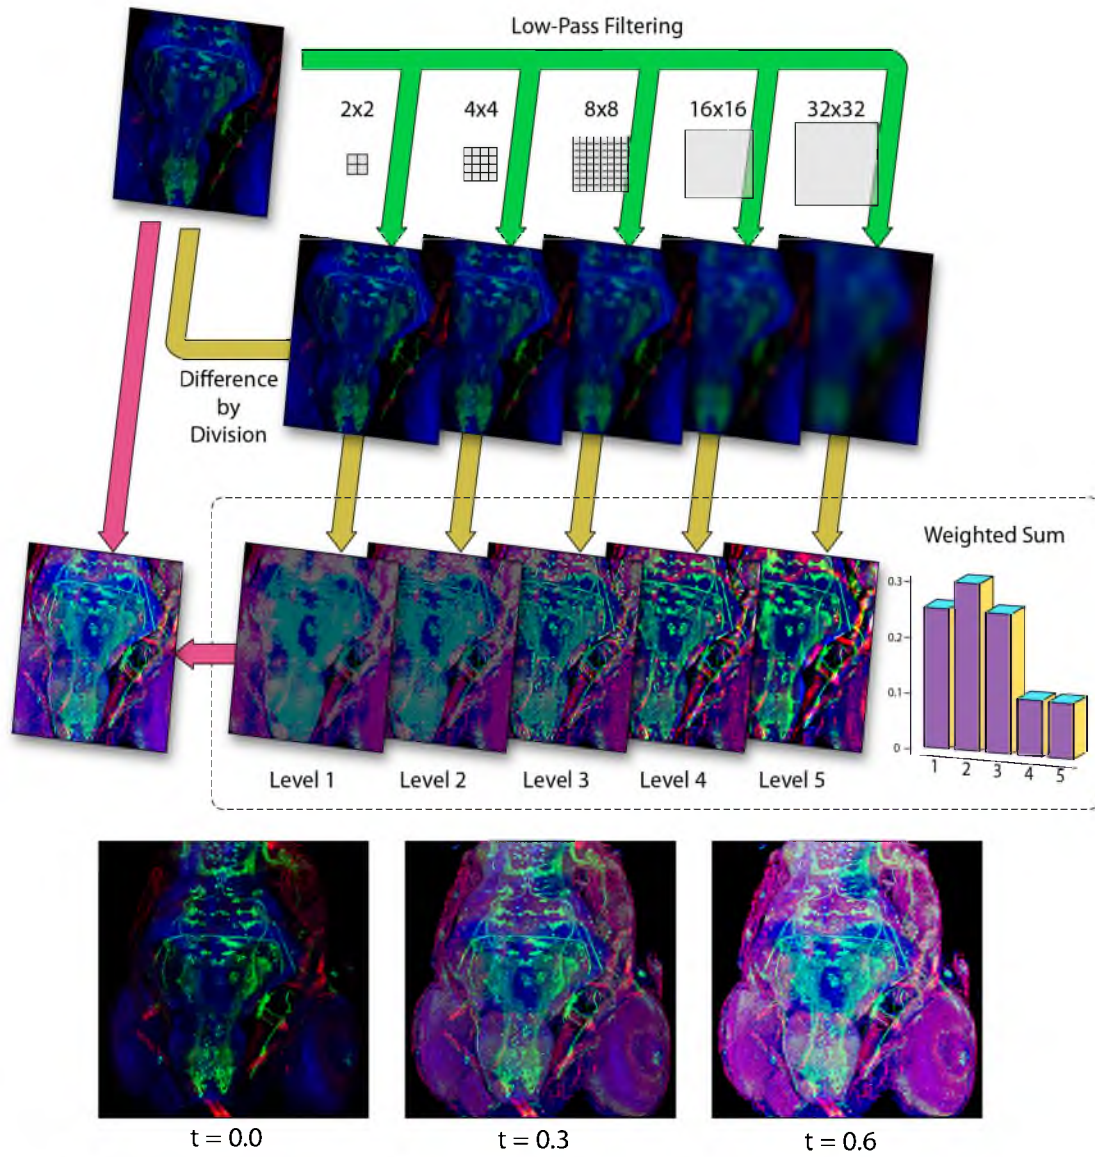 Low-Pass Filtering
2x2
4x4
8x8
16x16
32x32
Difference
by
Division
Weighted Sum
0.3
0.2
0.1
0
1 2 3 4 5
Level 1
Level 2
Level 3
Level 4
Level 5
t = 0.0
t = 0.3
t = 0.6